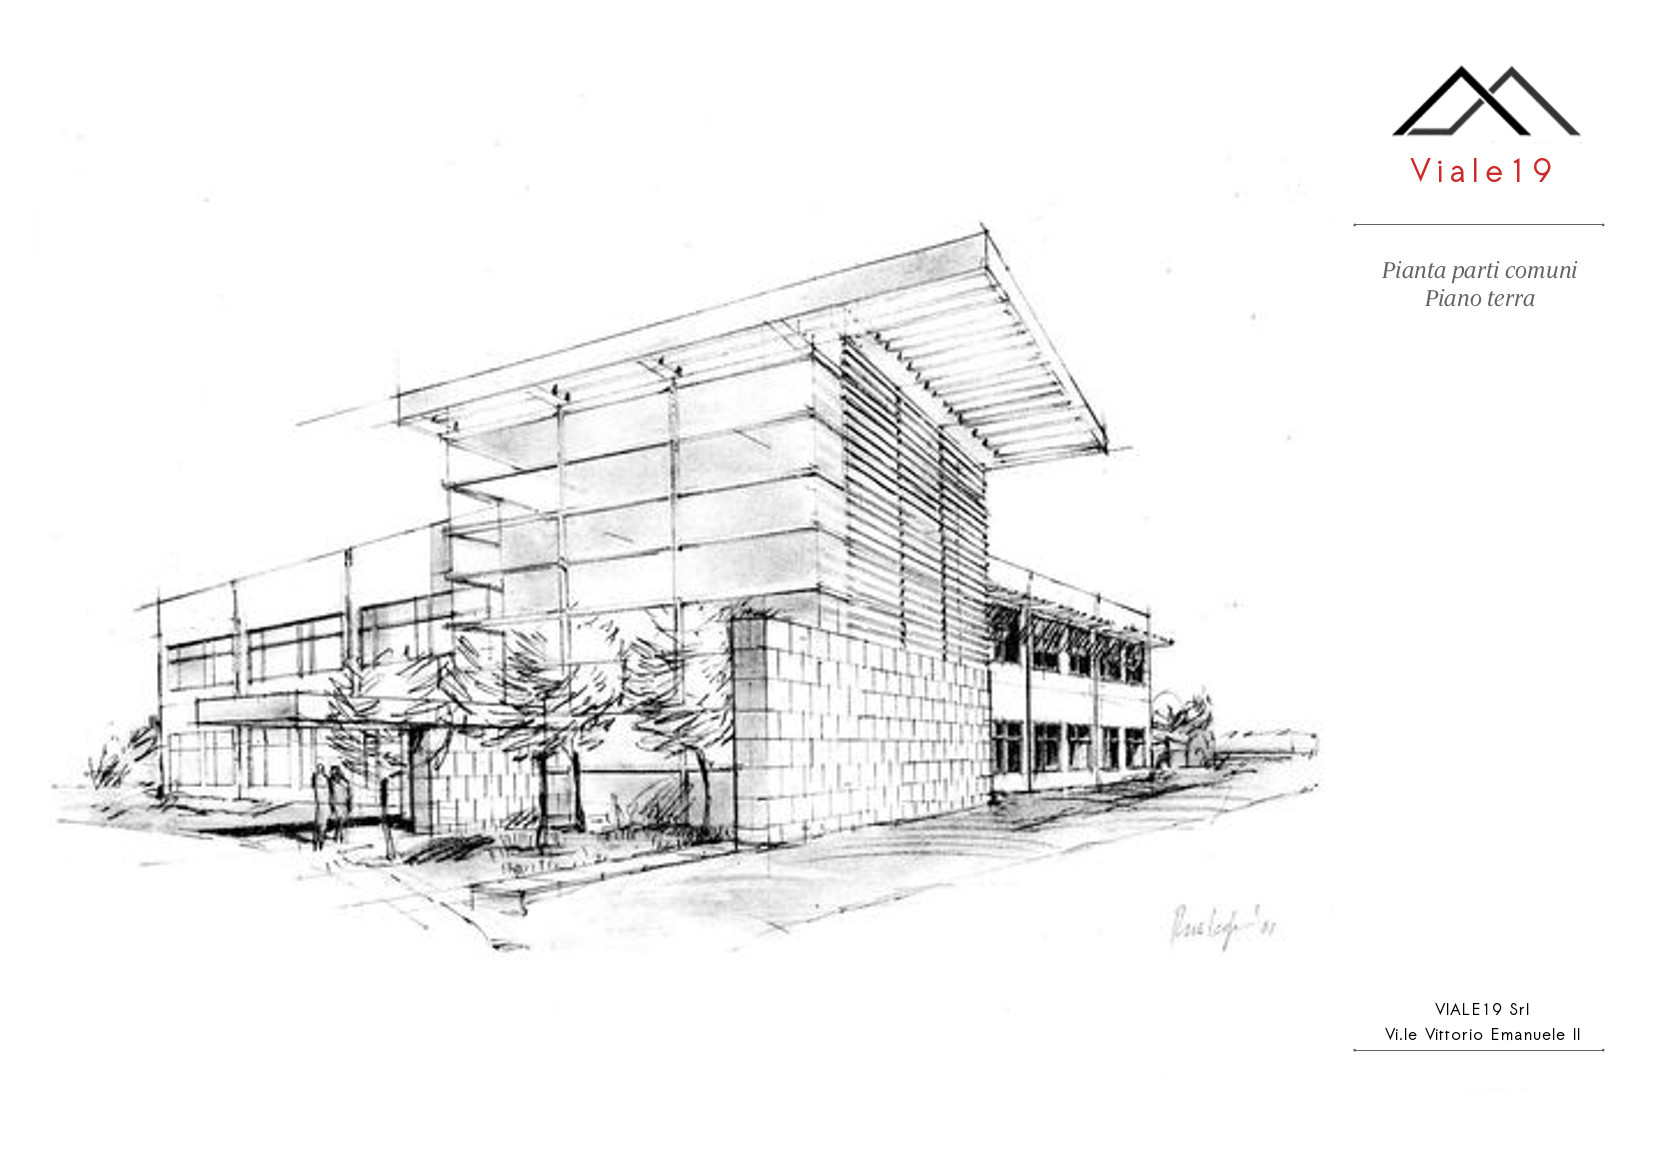 Viale19
Pianta parti comuni
Piano terra
VIALE19 Srl
Vi.le Vittorio Emanuele II